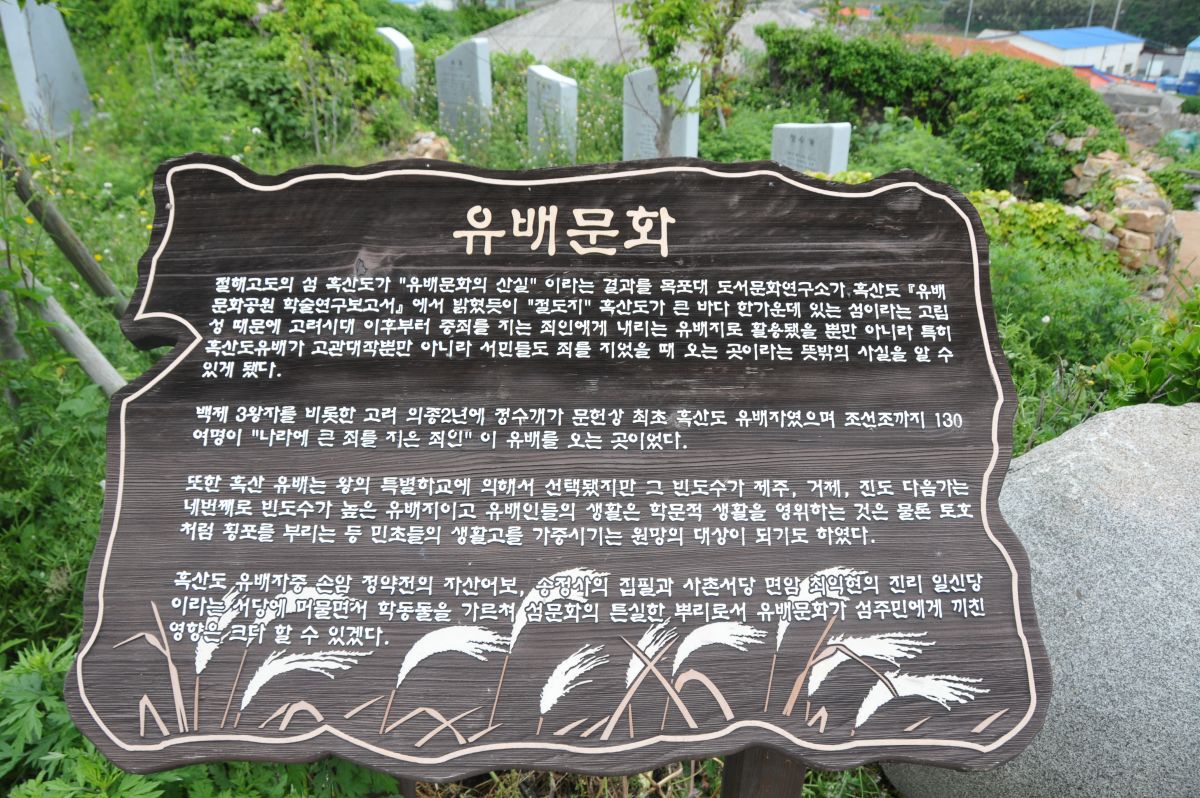 유배문화
절해고도의 섬 흑산도가 "유배문화의 산실" 이라는 결과를 목포대 도서문화연구소가 흑산도 『유배
문화공원 학술연구보고서』 에서 밝혔듯이 "절도지" 흑산도가 큰 바다 한가운데 있는 섬이라는 고립
성 때문에 고려시대 이후부터 중죄를 지는 죄인에게 내리는 유배지로 활용됐을 뿐만 아니라 특히
흑산도유배가 고관대작뿐만 아니라 서민들도 죄를 지었을 때 오는 곳이라는 뜻밖의 사실을 알 수
있게 됐다.
백제 3왕자를 비롯한 고려 의종2년에 정수개가 문헌상 최초 흑산도 유배자였으며 조선조까지 130
여명이 "나라에 큰 죄를 지은 죄인" 이 유배를 오는 곳이었다.
또한 흑산 유배는 왕의 특별하교에 의해서 선택됐지만 그 빈도수가 제주, 거제, 진도 다음가는
네번째로 빈도수가 높은 유배지이고 유배인들의 생활은 학문적 생활을 영위하는 것은 물론 토호
처럼 횡포를 부리는 등 민초들의 생활고를 가중시키는 원망의 대상이 되기도 하였다.
흑산도 유배자중 손암 정약전의 자산어보, 송정사의 집필과 사촌서당 면암 최익현의 진리 일신당
이라는 서당에 머물면서 학동돌을 가르쳐 섬문화의 튼실한 뿌리로서 유배문화가 섬주민에게 끼친
영향은 크다 할 수 있겠다.